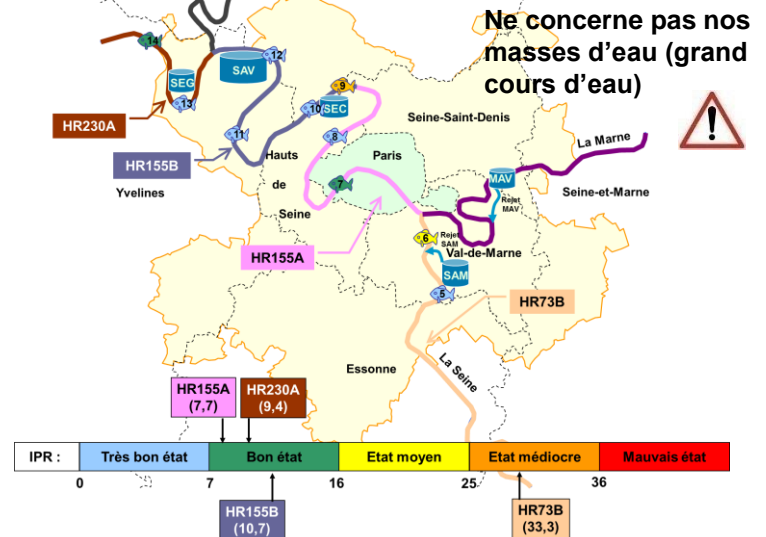 Ne concerne pas nos
masses d'eau (grand
cours d'eau)
14
12
SAV
SEG
13
9
10
SEC
8
11
HR230A
HR155B
Yvelines
Hauts
de
Seine
Seine-Saint-Denis
Paris
7
La Marne
MAV
Rejet
MAV
Seine-et-Marne
6
Rejet
SAM
Val-de-Marne
SAM
5
HR155A
HR73B
Essonne
La Seine
HR155A
(7,7)
HR230A
(9,4)
IPR :
Très bon état
Bon état
Etat moyen
Etat médiocre
Mauvais état
0
7
16
25
36
HR155B
(10,7)
HR73B
(33,3)